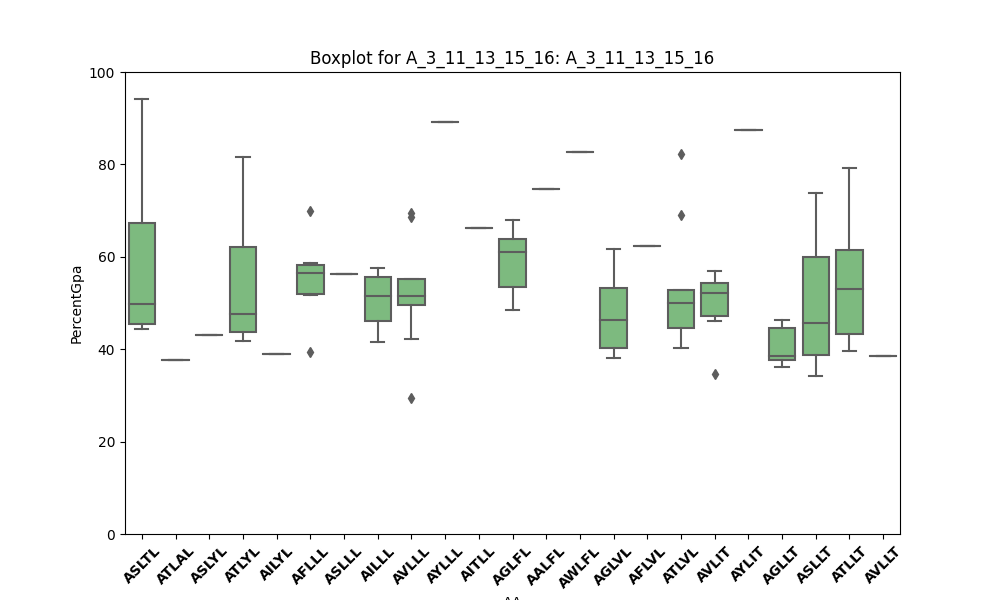 Boxplot for A_3_11_13_15_16: A_3_11_13_15_16
100
80
60
40
20
0
PercentGpa
ASLTL ATLAL ASLYL ATLYL AILYL AFLLL ASLLL AILLL AVLLL AYLLL AITLL AGLFL AALFL AWLFL AGLVL AFLVL ATLVL AVLIT AYLIT AGLLT ASLLT ATLLT AVLLT